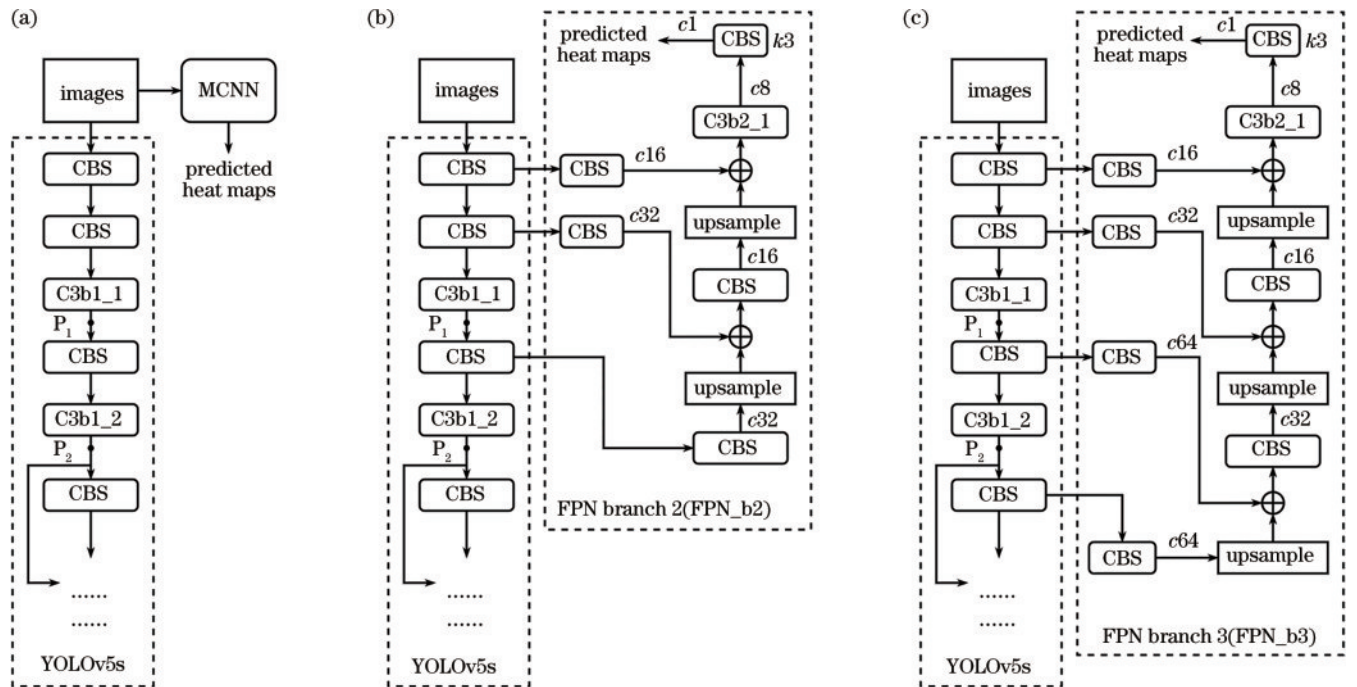 (a)
images
MCNN
predicted
heat maps
CBS
CBS
C3b1_1
P1
CBS
C3b1_2
P2
CBS
......
......
YOLOv5s
(b)
images
CBS
CBS
C3b1_1
P1
CBS
C3b1_2
P2
CBS
......
......
YOLOv5s
predicted
heat maps
c1
CBS
k3
c8
C3b2_1
CBS
c16
upsample
CBS
c32
c16
CBS
upsample
c32
CBS
FPN branch 2(FPN_b2)
(c)
images
CBS
CBS
C3b1_1
P1
CBS
C3b1_2
P2
CBS
......
......
YOLOv5s
predicted
heat maps
c1
CBS
k3
c8
C3b2_1
CBS
c16
upsample
CBS
c32
c16
CBS
CBS
c64
upsample
c32
CBS
CBS
c64
upsample
FPN branch 3(FPN_b3)